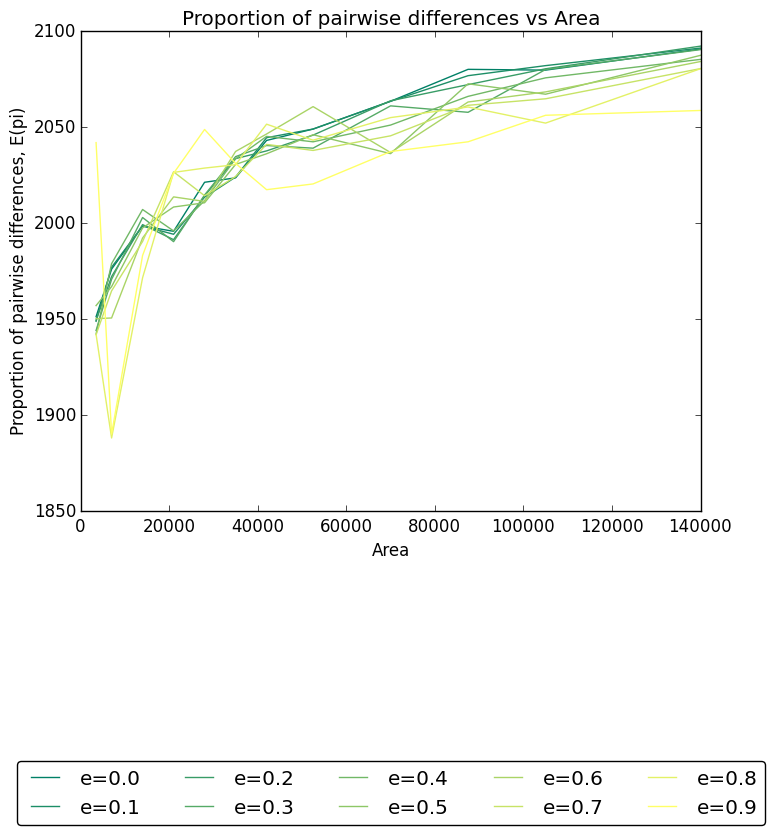 Proportion of pairwise differences vs Area
Proportion of pairwise differences, E(pi)
2100
2050
2000
1950
1900
1850
0 20000 40000 60000 80000 100000 120000 140000
Area
e=0.0 e=0.2 e=0.4 e=0.6 e=0.8
e=0.1 e=0.3 e=0.5 e=0.7 e=0.9